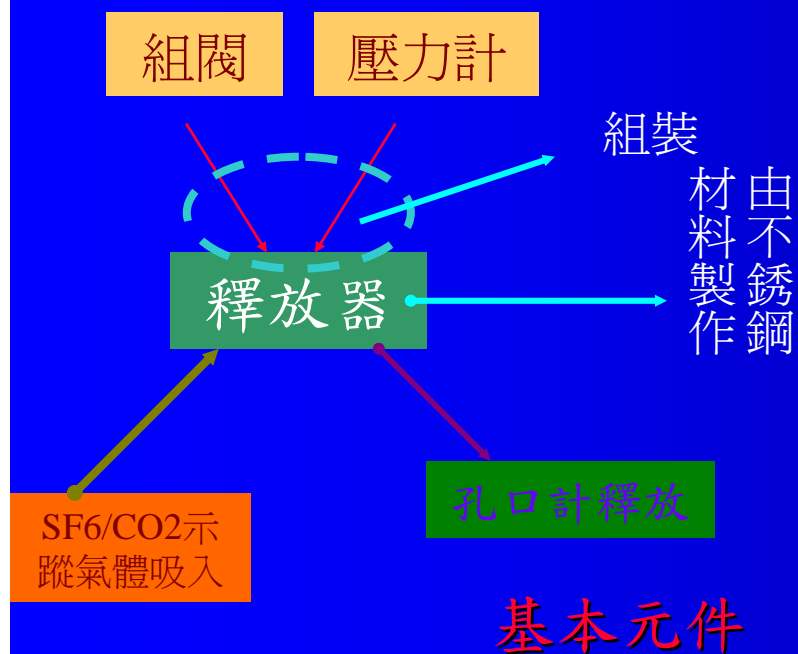 組閥
壓力計
組裝
由不銹鋼
材料製作
釋放器
SF6/CO2示
蹤氣體吸入
孔口計釋放
基本元件